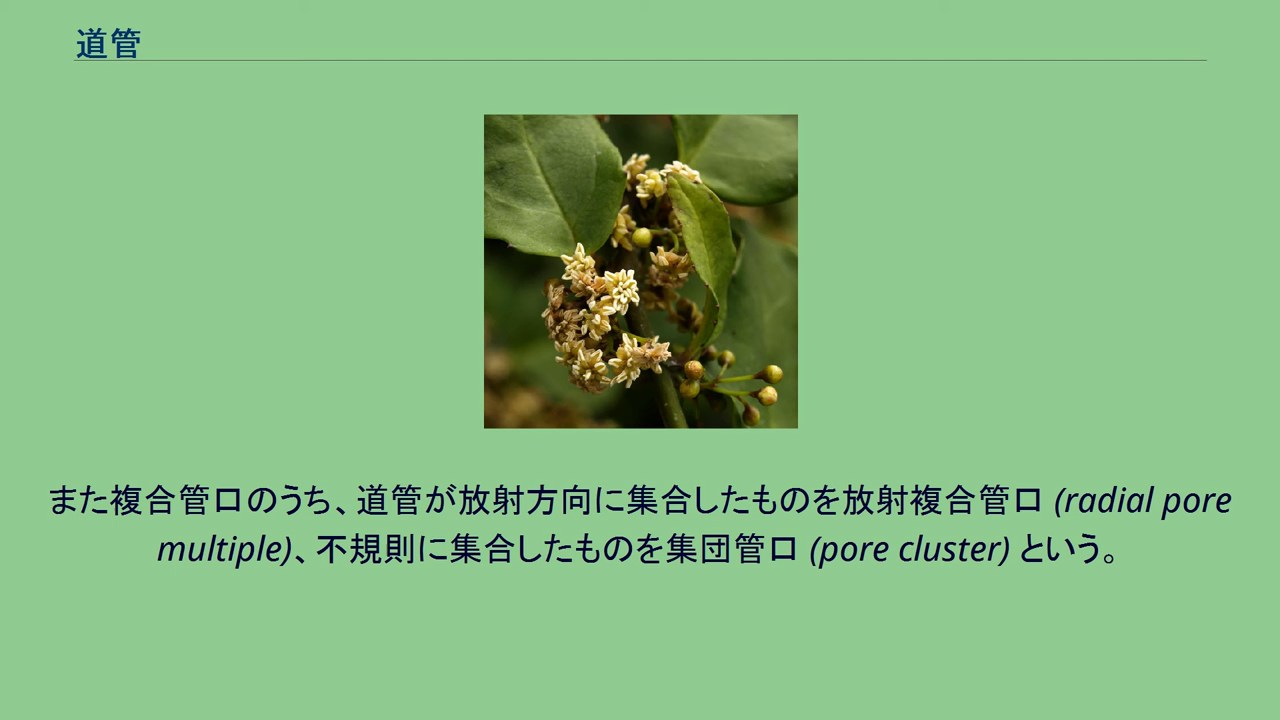 道管
また複合管口のうち、道管が放射方向に集合したものを放射複合管口 (radial pore
multiple)、不規則に集合したものを集団管口 (pore cluster) という。